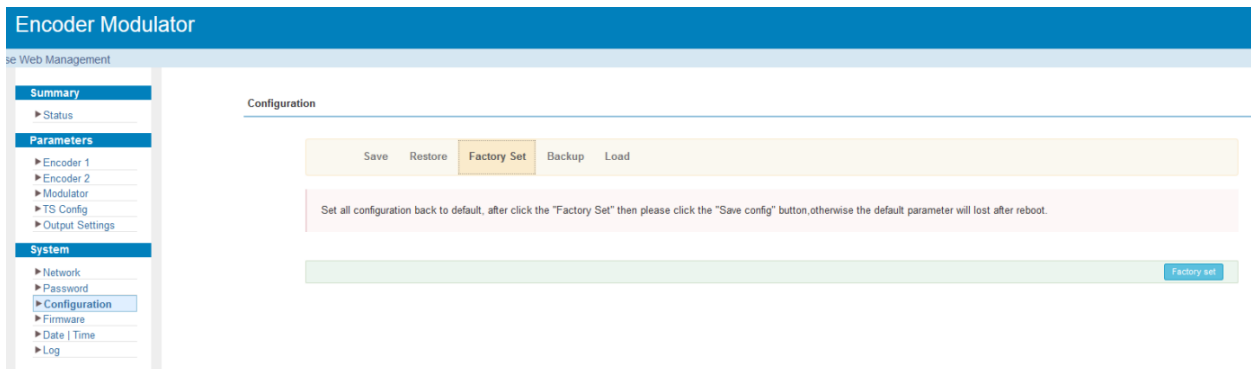 Encoder Modulator
se Web Management
Summary
Status
Parameters
Encoder 1
Encoder 2
Modulator
TS Config
Output Settings
System
Network
Password
Configuration
Firmware
Date | Time
Log
Configuration
Save Restore Factory Set Backup Load
Set all configuration back to default, after click the "Factory Set" then please click the "Save config" button,otherwise the default parameter will lost after reboot.
Factory set